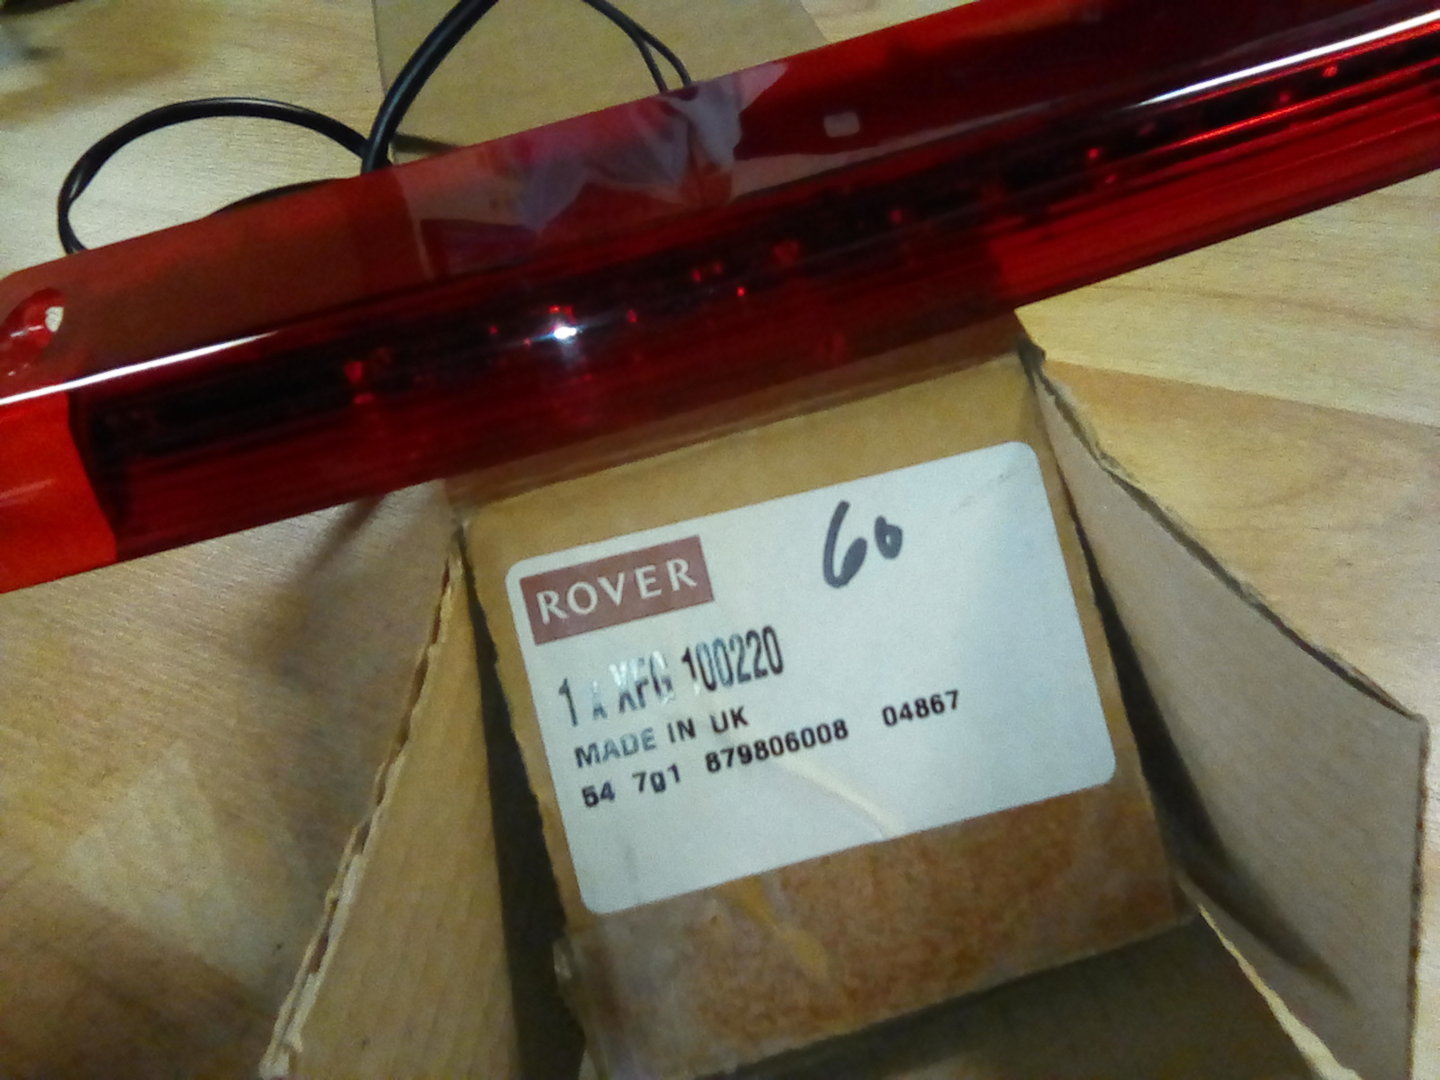 60
ROVER
1 x XFG 100220
MADE IN UK
54 7g1 879806008 04867